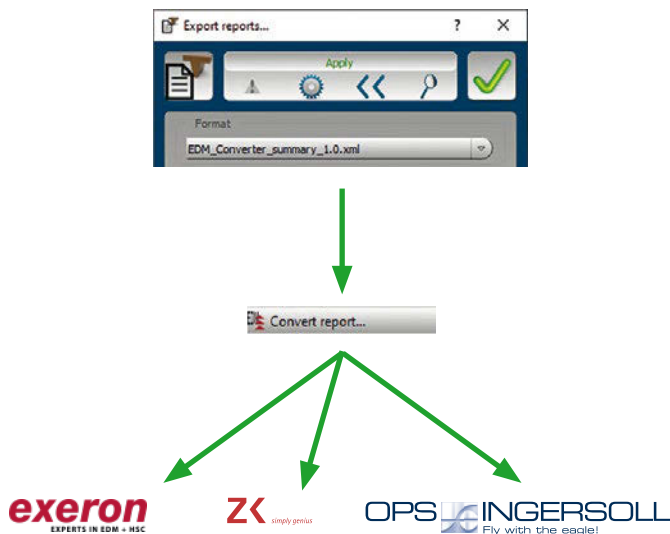 Export reports...
?
Apply
Format
EDM_Converter_summary_1.0.xml
Convert report...
exeron
EXPERTS IN EDM + HSC
ZK simply genius
OPS INGERSOLL
Fly with the eagle!